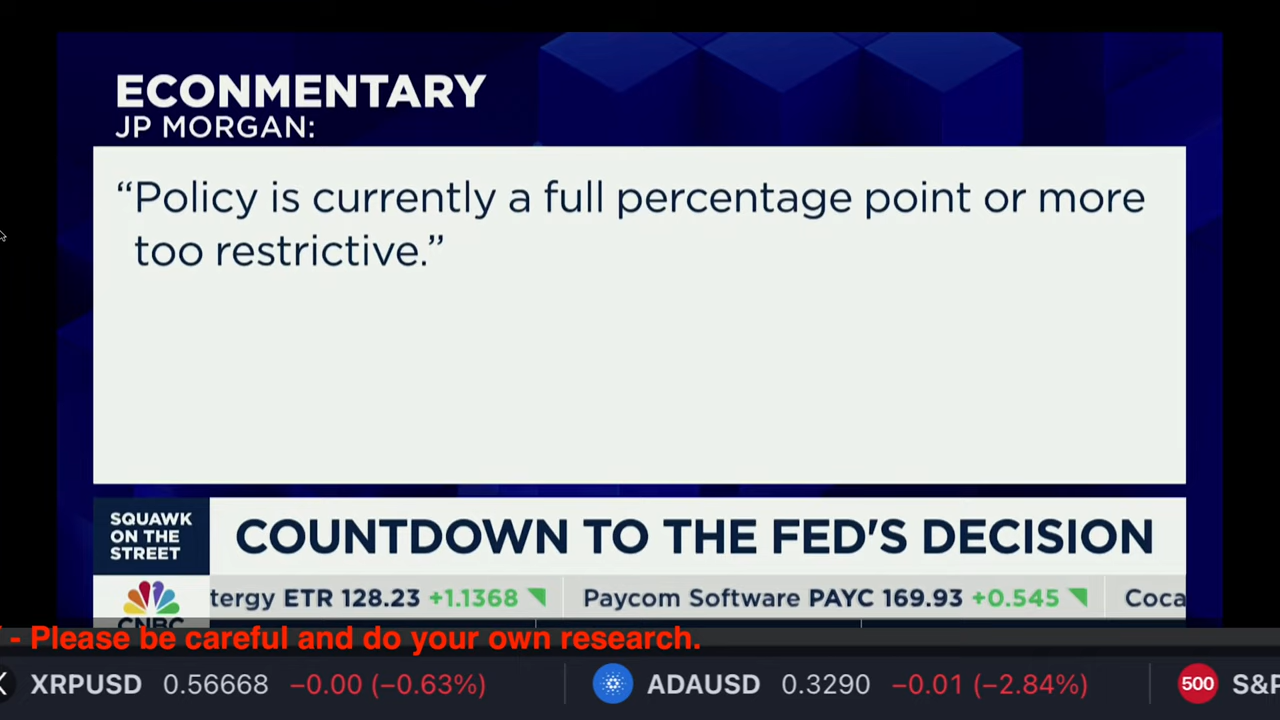 ECONMENTARY
JP MORGAN:
“Policy is currently a full percentage point or more
too restrictive.”
SQUAWK
ON THE
STREET
COUNTDOWN TO THE FED'S DECISION
CNBC
tergy ETR 128.23 +1.1368 Paycom Software PAYC 169.93 +0.545 Coca
- Please be careful and do your own research.
XRPUSD 0.56668 −0.00 (−0.63%) ADAUSD 0.3290 −0.01 (−2.84%) 500 S&P